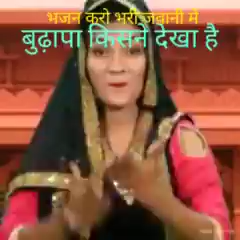 भजन करो भरी जवानी में
बुढ़ापा किसने देखा है